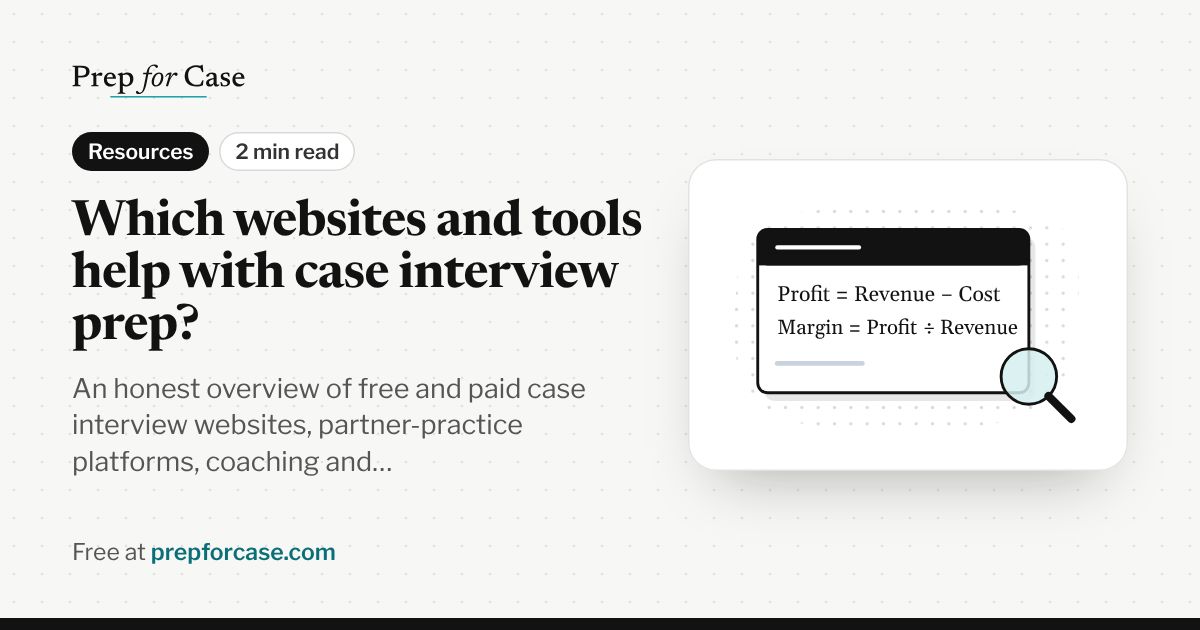 Prep for Case
Resources
2 min read
Which websites and tools
help with case interview
prep?
An honest overview of free and paid case
interview websites, partner-practice
platforms, coaching and...
Free at prepforcase.com
Profit = Revenue − Cost
Margin = Profit ÷ Revenue